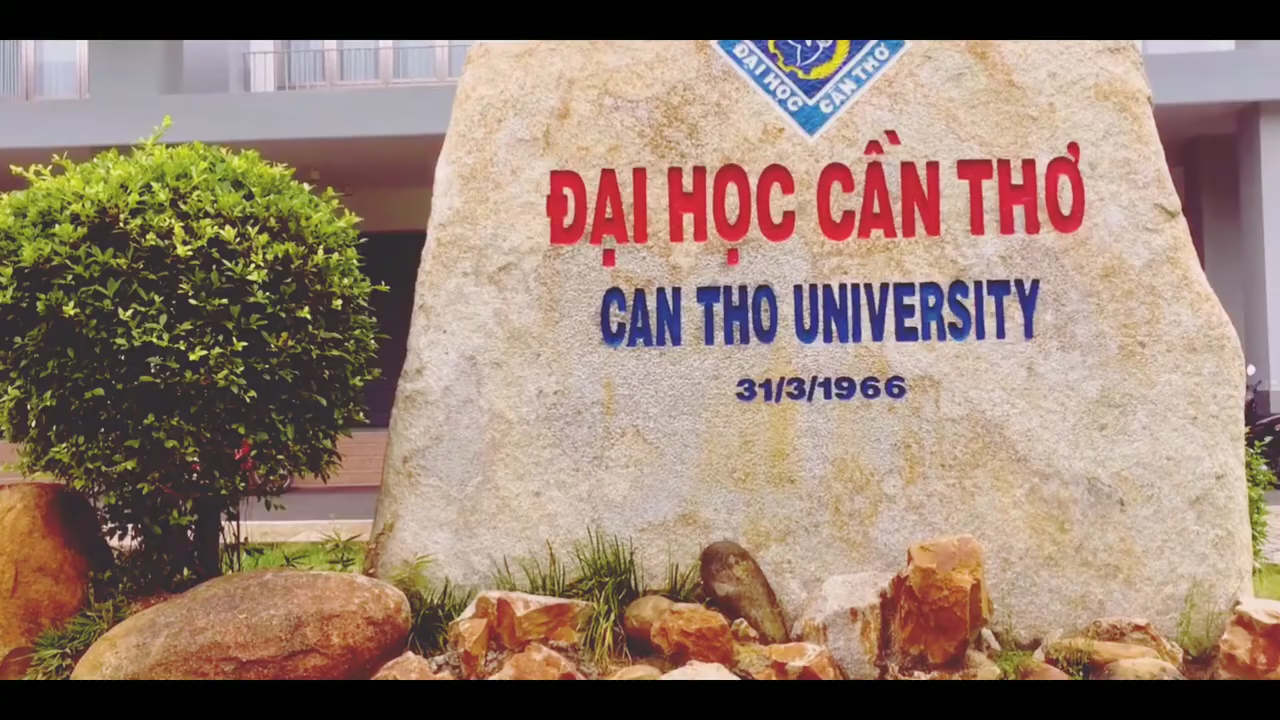 ĐẠI HỌC CẦN THƠ
ĐẠI HỌC CẦN THƠ
CAN THO UNIVERSITY
31/3/1966